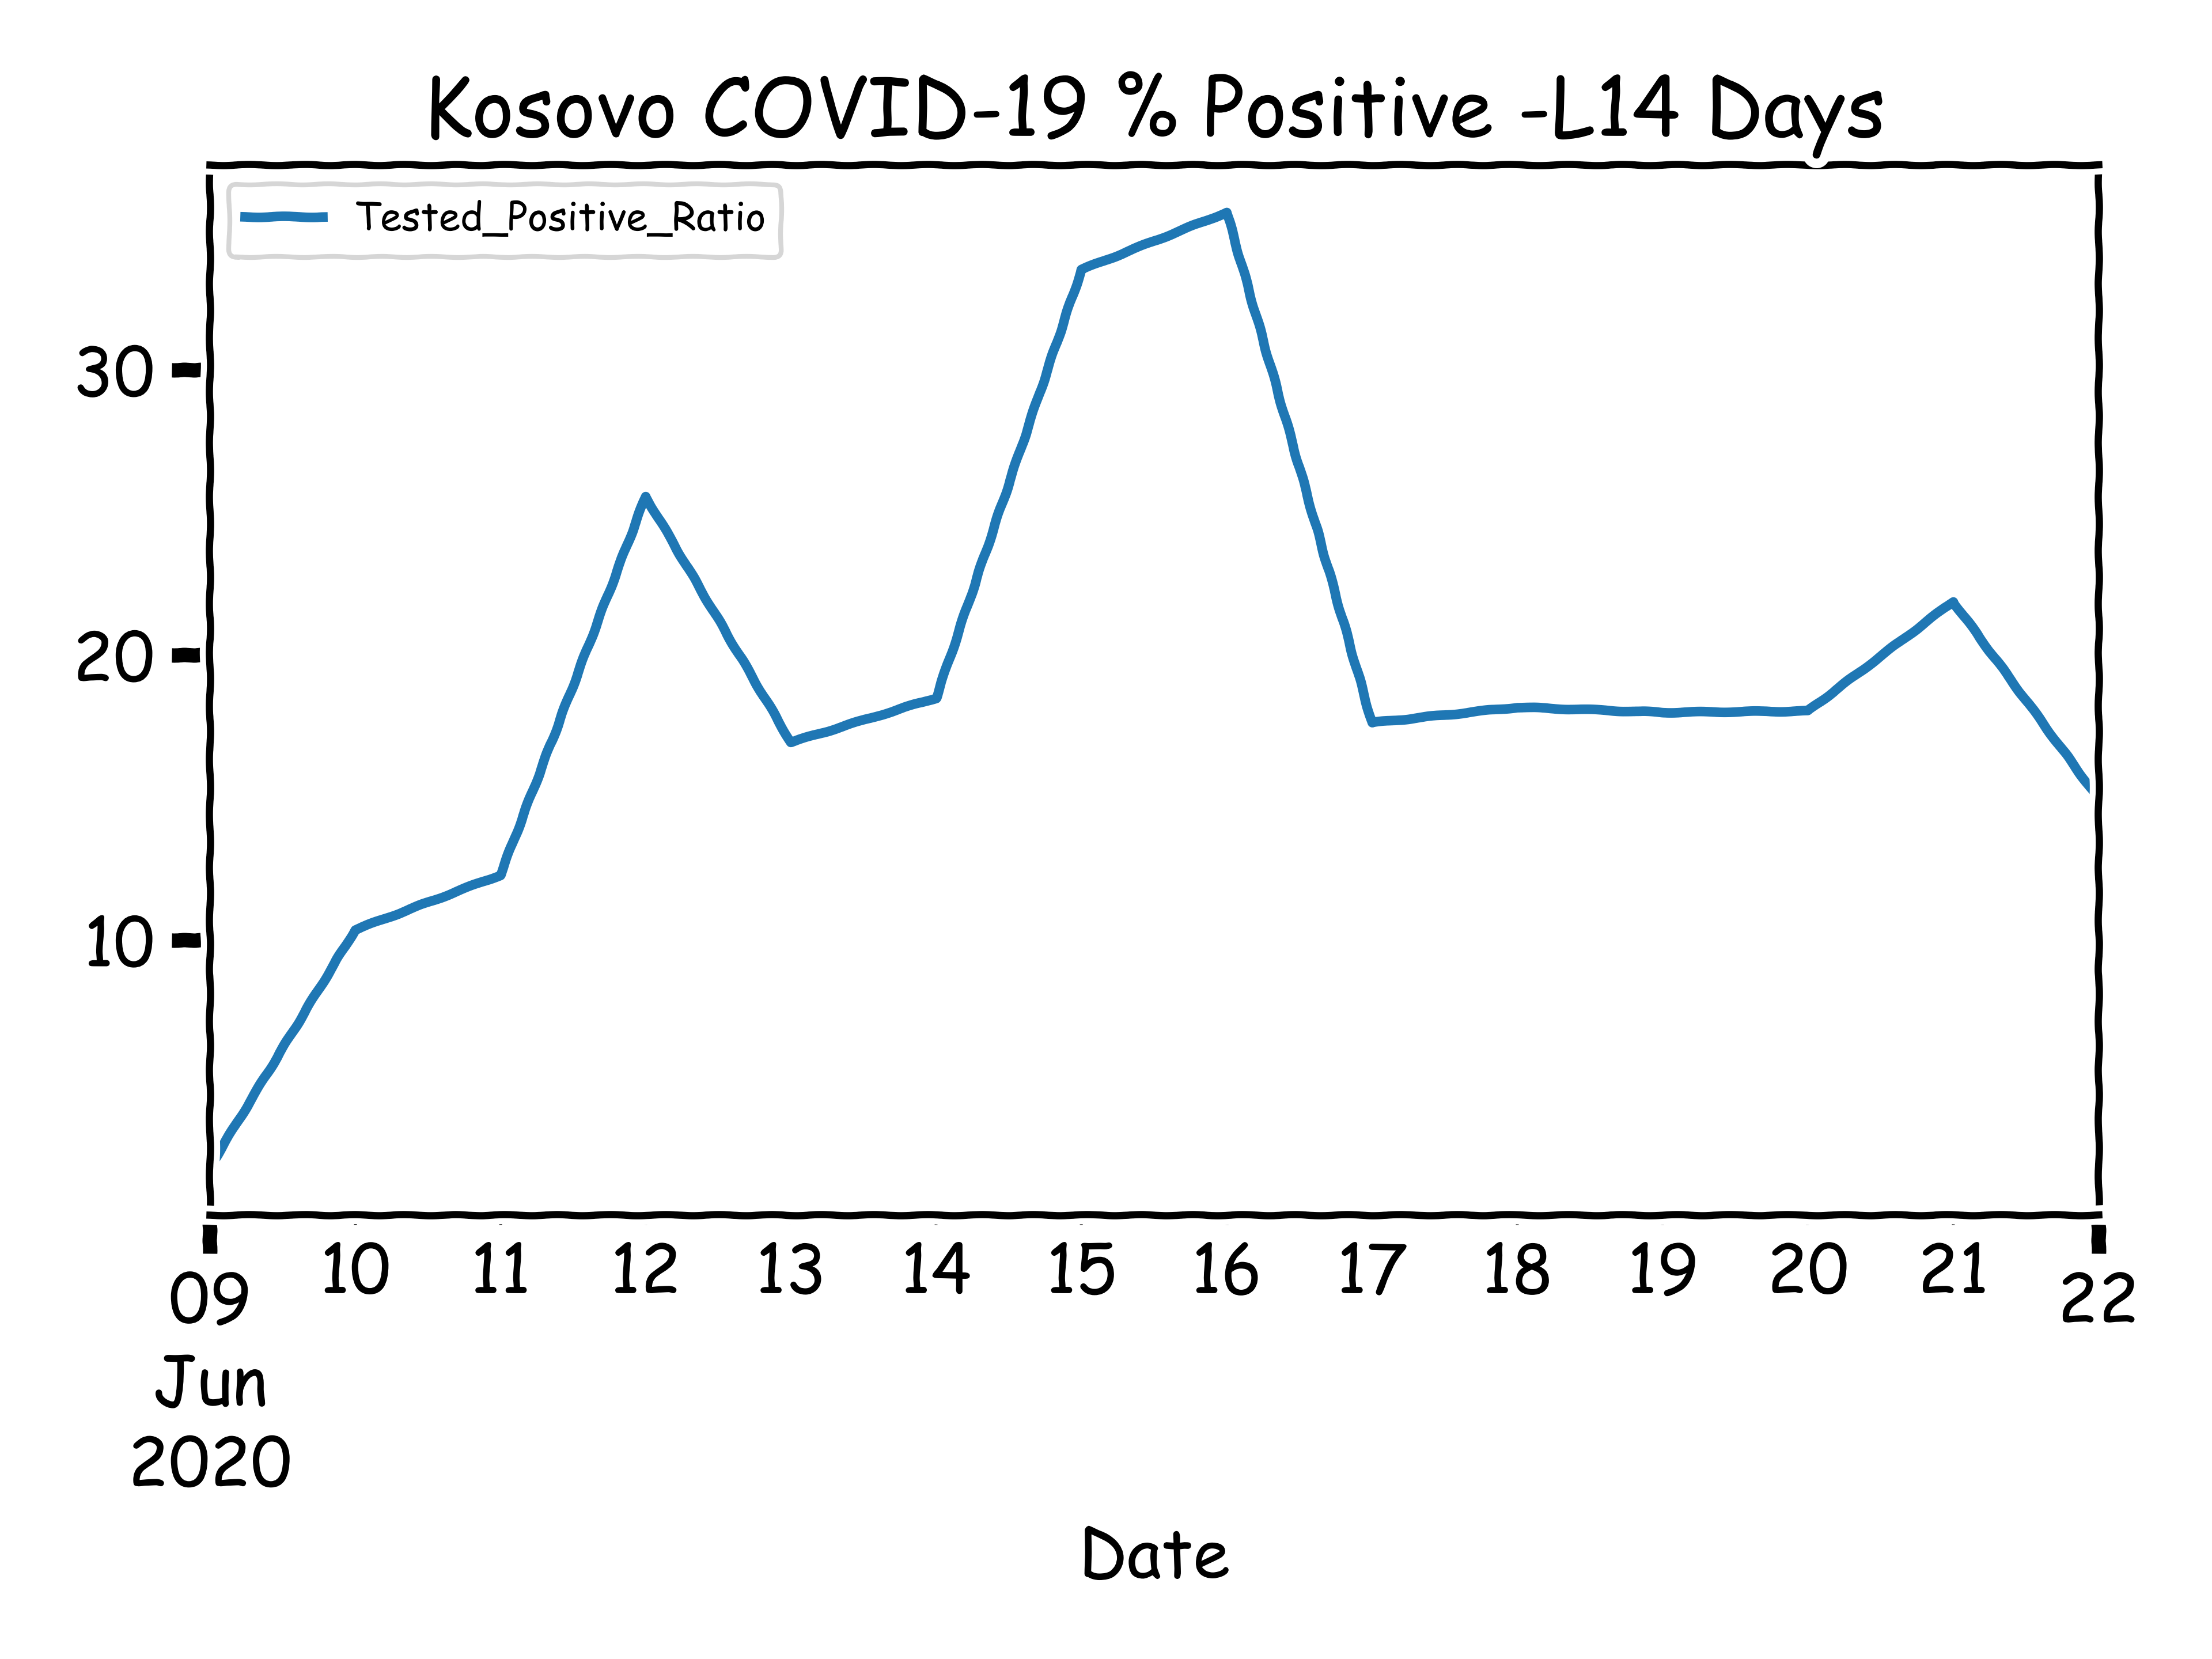 Kosovo COVID-19 % Positive -L14 Days
Tested_Positive_Ratio
30
20
10
10 11 12 13 14 15 16 17 18 19 20 21
09 22
Jun
2020
Date